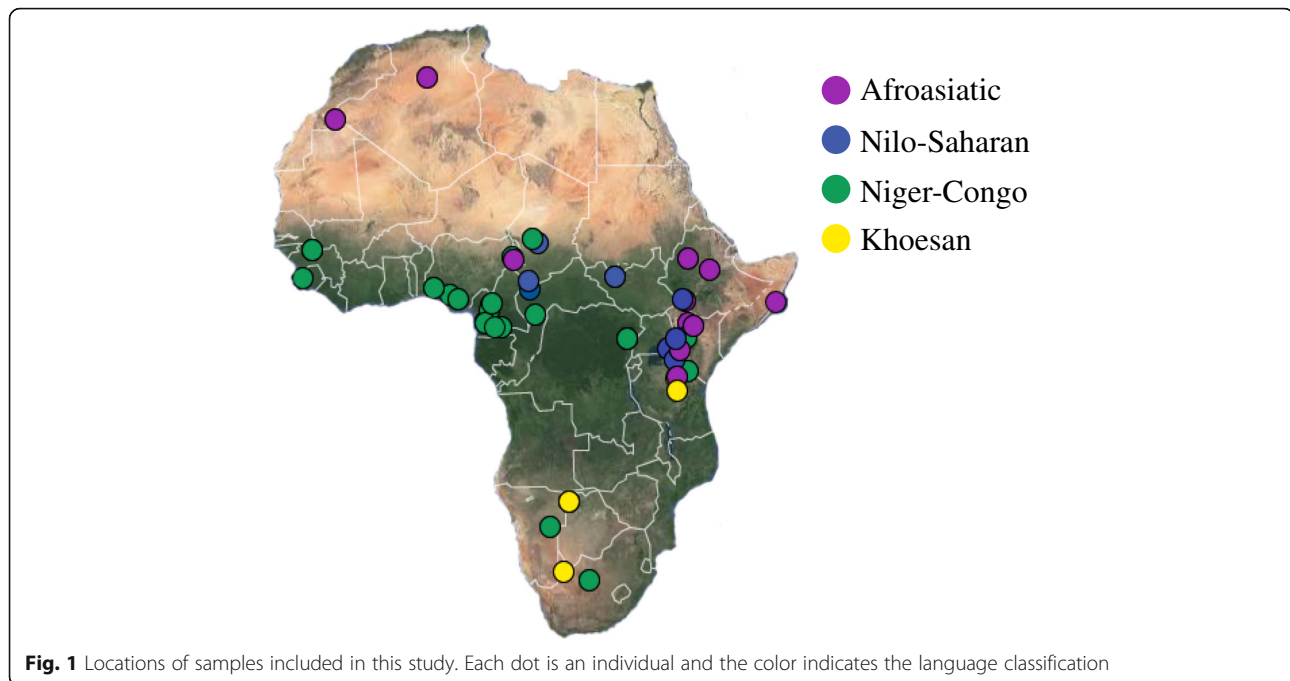 Afroasiatic
Nilo-Saharan
Niger-Congo
Khoesan
Fig. 1 Locations of samples included in this study. Each dot is an individual and the color indicates the language classification